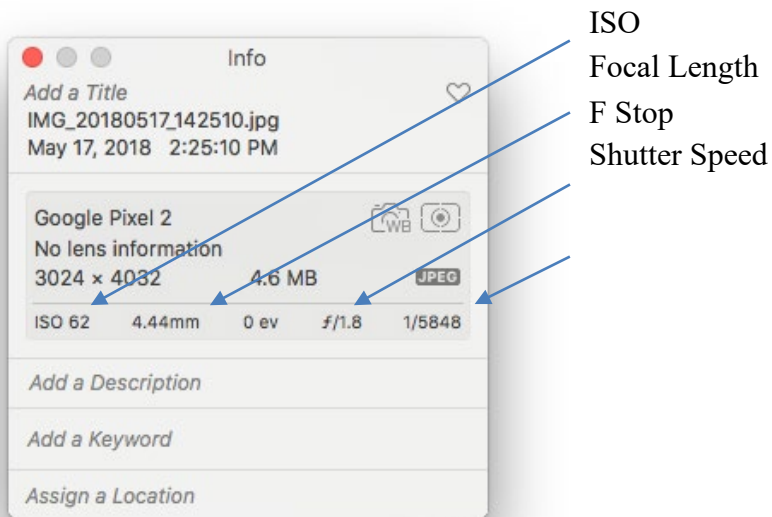 ISO
Focal Length
F Stop
Shutter Speed
Info
Add a Title
IMG_20180517_142510.jpg
May 17, 2018 2:25:10 PM
Google Pixel 2
WB
No lens information
3024 × 4032 4.6 MB JPEG
ISO 62 4.44mm 0 ev ƒ/1.8 1/5848
Add a Description
Add a Keyword
Assign a Location